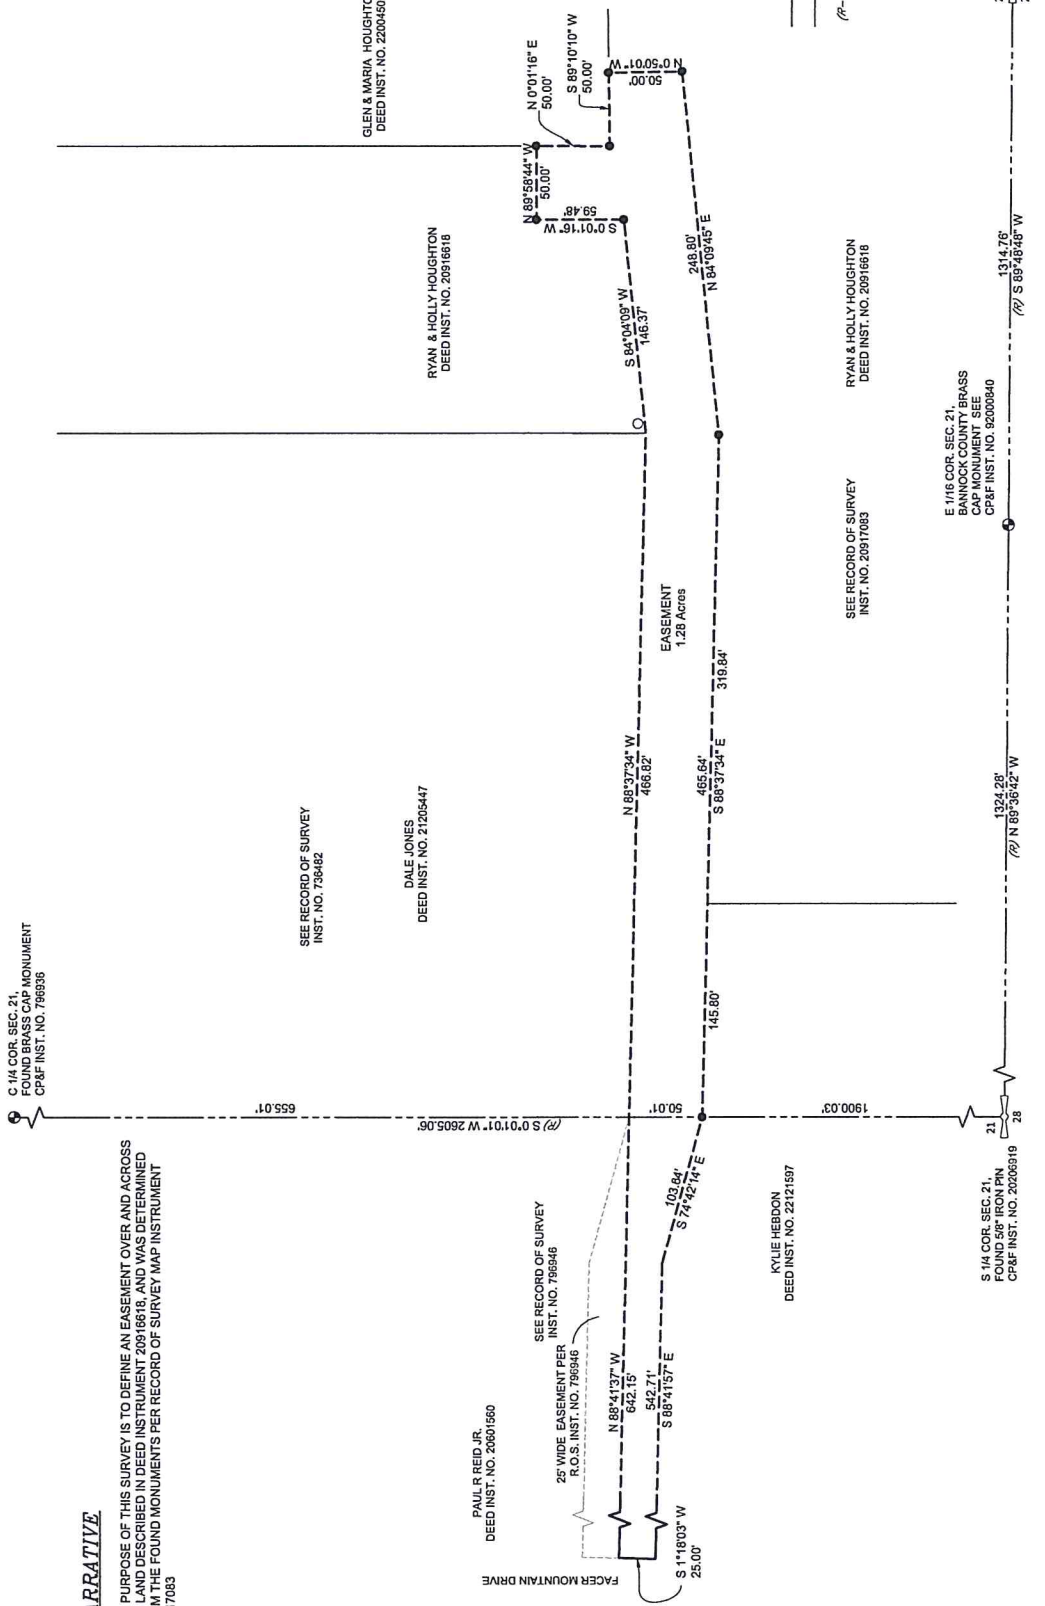 C 1/4 COR. SEC. 21,
FOUND BRASS CAP MONUMENT
CP&F INST. NO. 796936
RRATIVE
PURPOSE OF THIS SURVEY IS TO DEFINE AN EASEMENT OVER AND ACROSS
LAND DESCRIBED IN DEED INSTRUMENT 20916618, AND WAS DETERMINED
M THE FOUND MONUMENTS PER RECORD OF SURVEY MAP INSTRUMENT
7083
655.01'
(R) S 0°01'01" W 2605.06'
50.01'
1900.03'
SEE RECORD OF SURVEY
INST. NO. 736482
DALE JONES
DEED INST. NO. 21205447
RYAN & HOLLY HOUGHTON
DEED INST. NO. 20916618
GLEN & MARIA HOUGHTO
DEED INST. NO. 2200450
N 0°01'16" E
50.00'
S 89°10'10" W
50.00'
N 89°58'44" W
50.00'
S 0°01'16" W
59.48'
N 0°50'01" W
50.00'
S 84°04'09" W
146.37'
248.80'
N 84°09'45" E
N 88°37'34" W
466.82'
EASEMENT
1.28 Acres
319.84'
465.64'
S 88°37'34" E
145.80'
PAUL R REID JR.
DEED INST. NO. 20601560
SEE RECORD OF SURVEY
INST. NO. 796946
25' WIDE EASEMENT PER
R.O.S. INST. NO. 796946
N 88°41'37" W
642.15'
542.71'
S 88°41'57" E
103.64'
S 74°42'14" E
FACER MOUNTAIN DRIVE
S 1°18'03" W
25.00'
KYLIE HEBDON
DEED INST. NO. 22121597
RYAN & HOLLY HOUGHTON
DEED INST. NO. 20916618
SEE RECORD OF SURVEY
INST. NO. 20917083
E 1/16 COR. SEC. 21,
BANNOCK COUNTY BRASS
CAP MONUMENT SEE
CP&F INST. NO. 92000840
S 1/4 COR. SEC. 21,
FOUND 5/8" IRON PIN
CP&F INST. NO. 20206919
21
28
1324.28'
(R) N 89°36'42" W
1314.76'
(R) S 89°48'48" W
(R-